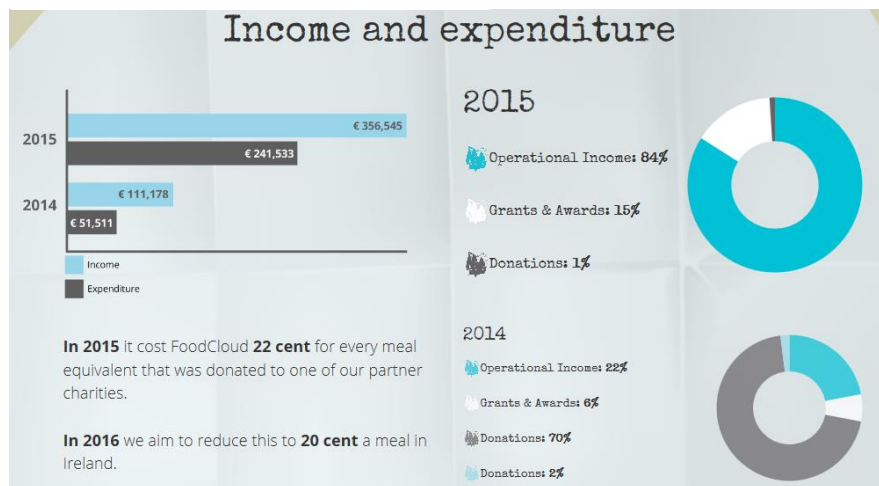 Income and expenditure
2015
€ 356,545
€ 241,533
2014
€ 111,178
€ 51,511
Income
Expenditure
In 2015 it cost FoodCloud 22 cent for every meal
equivalent that was donated to one of our partner
charities.
In 2016 we aim to reduce this to 20 cent a meal in
Ireland.
2015
Operational Income: 84%
Grants & Awards: 15%
Donations: 1%
2014
Operational Income: 22%
Grants & Awards: 6%
Donations: 70%
Donations: 2%